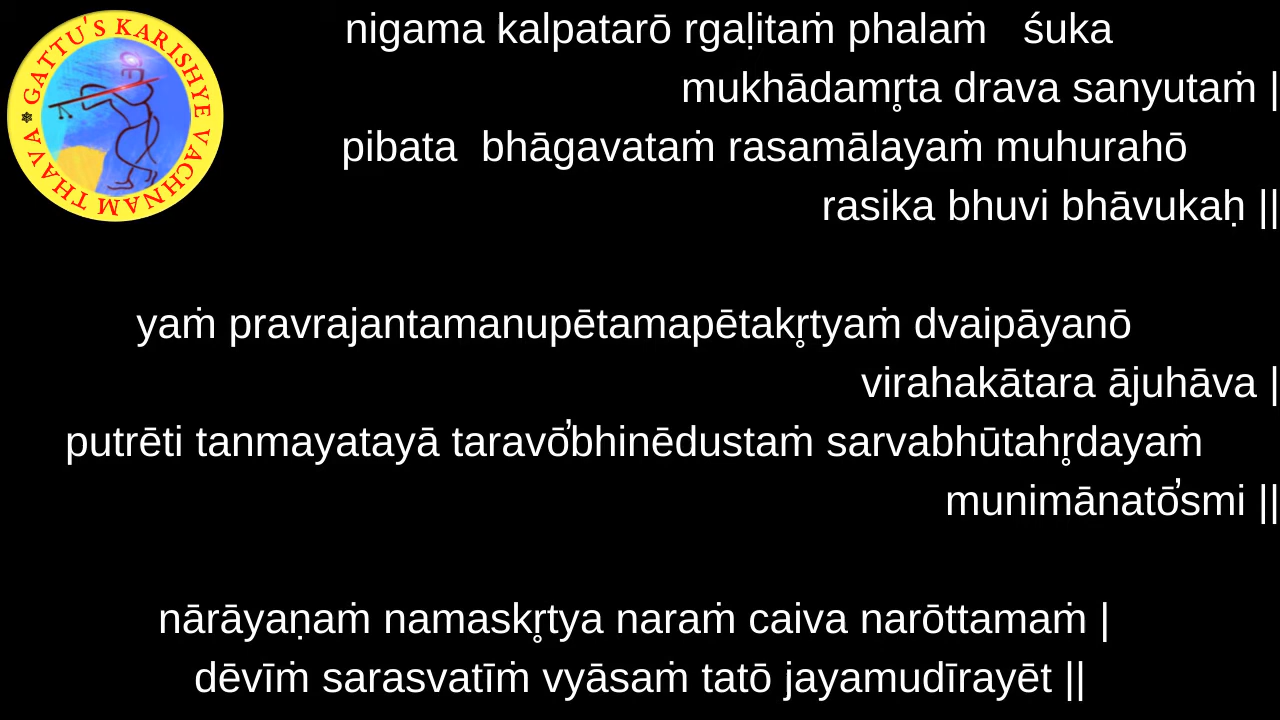 GATTU'S KARISHYE VACHNAM THAVA
nigama kalpatarō rgaḷitaṁ phalaṁ śuka
mukhādamr̥ta drava sanyutaṁ |
pibata bhāgavataṁ rasamālayaṁ muhurahō
rasika bhuvi bhāvukaḥ ||
yaṁ pravrajantamanupētamapētakr̥tyaṁ dvaipāyanō
virahakātara ājuhāva |
putrēti tanmayatayā taravō̕bhinēdustaṁ sarvabhūtahr̥dayaṁ
munimānatō̕smi ||
nārāyaṇaṁ namaskr̥tya naraṁ caiva narōttamaṁ |
dēvīṁ sarasvatīṁ vyāsaṁ tatō jayamudīrayēt ||